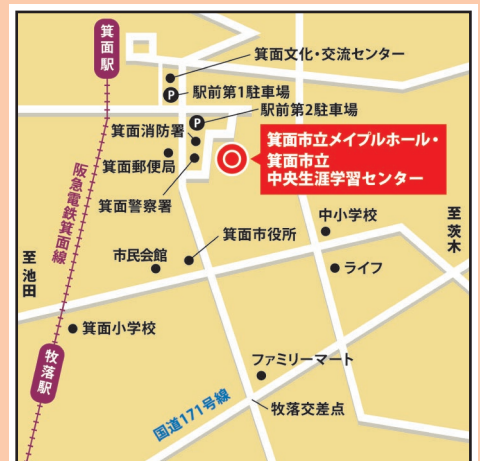 箕面駅
箕面文化・交流センター
P 駅前第1駐車場
P 駅前第2駐車場
箕面消防署
箕面郵便局
箕面警察署
箕面市立メイプルホール・
箕面市立
中央生涯学習センター
阪急電鉄箕面線
至池田
至茨木
中小学校
箕面市役所
市民会館
ライフ
箕面小学校
牧落駅
ファミリーマート
国道171号線
牧落交差点